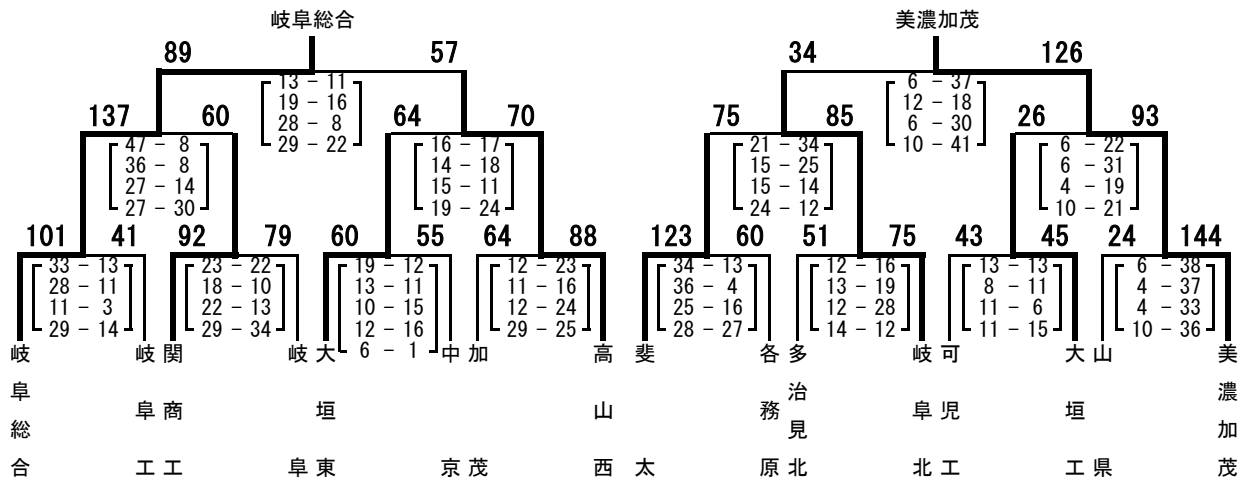 岐阜総合 美濃加茂
89 57 34 126
13 - 11 6 - 37
19 - 16 12 - 18
28 - 8 6 - 30
29 - 22 10 - 41
137 60 64 70 75 85 26 93
47 - 8 16 - 17 21 - 34 6 - 22
36 - 8 14 - 18 15 - 25 6 - 31
27 - 14 15 - 11 15 - 14 4 - 19
27 - 30 19 - 24 24 - 12 10 - 21
101 41 92 79 60 55 64 88 123 60 51 75 43 45 24 144
33 - 13 23 - 22 19 - 12 12 - 23 34 - 13 12 - 16 13 - 13 6 - 38
28 - 11 18 - 10 13 - 11 11 - 16 36 - 4 13 - 19 8 - 11 4 - 37
11 - 3 22 - 13 10 - 15 12 - 24 25 - 16 12 - 28 11 - 6 4 - 33
29 - 14 29 - 34 12 - 16 29 - 25 28 - 27 14 - 12 11 - 15 10 - 36
6 - 1
岐阜総合
岐阜工
関商工
岐阜
大垣東
中京
加茂
高山西
斐太
各務原
多治見北
岐阜北
可児工
大垣工
山県
美濃加茂